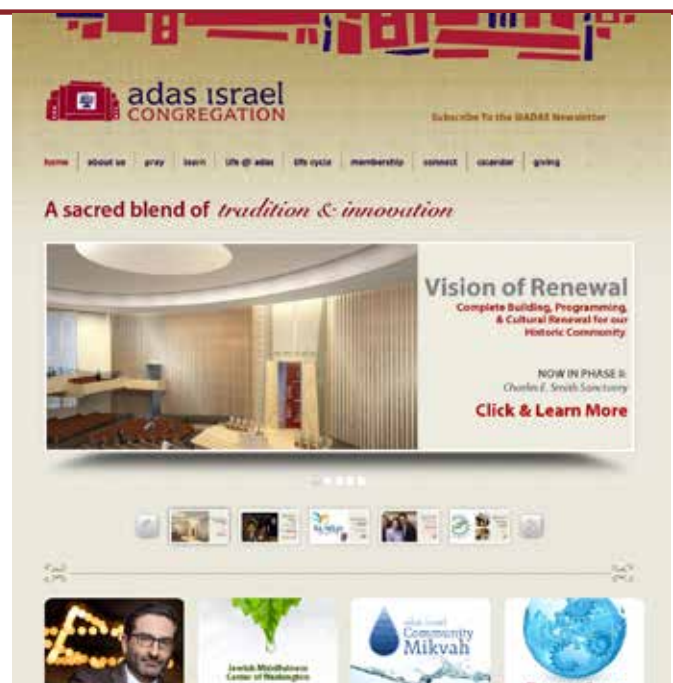 adas israel
CONGREGATION
Subscribe To the @ADAS Newsletter
home
about us
pray
learn
life @ adas
life cycle
membership
connect
calendar
giving
A sacred blend of tradition & innovation
Vision of Renewal
Complete Building, Programming,
& Cultural Renewal for our
Historic Community.
NOW IN PHASE II:
Charles E. Smith Sanctuary
Click & Learn More
Jewish Mindfulness
Center of Washington
adas israel
Community
Mikvah